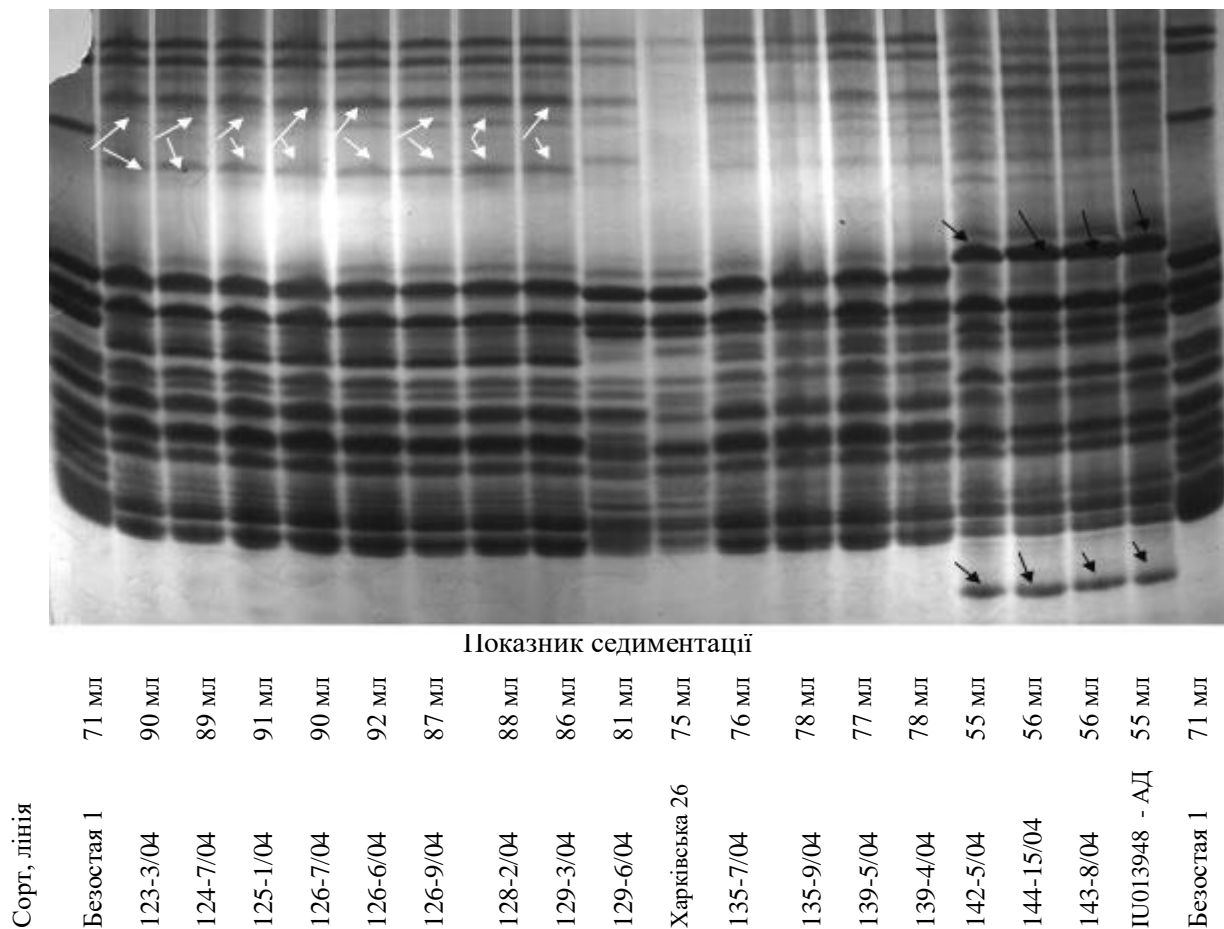 Показник седиментації
71 мл
90 мл
89 мл
91 мл
90 мл
92 мл
87 мл
88 мл
86 мл
81 мл
75 мл
76 мл
78 мл
77 мл
78 мл
55 мл
56 мл
56 мл
55 мл
71 мл
Сорт, лінія
Безостая 1
123-3/04
124-7/04
125-1/04
126-7/04
126-6/04
126-9/04
128-2/04
129-3/04
129-6/04
Харківська 26
135-7/04
135-9/04
139-5/04
139-4/04
142-5/04
144-15/04
143-8/04
IU013948 - АД
Безостая 1